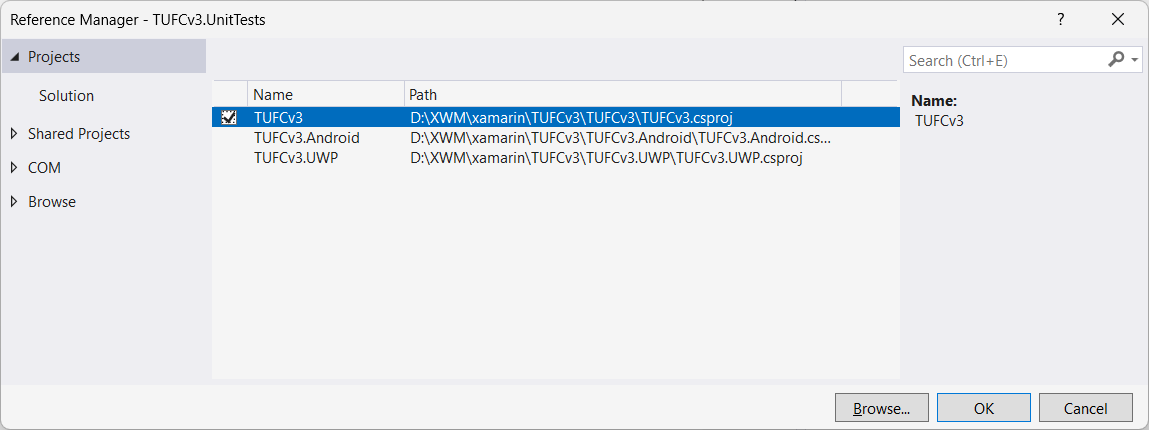 Reference Manager - TUFCv3.UnitTests ?
Projects
Solution
Shared Projects
COM
Browse
Name Path
TUFCv3 D:\XWM\xamarin\TUFCv3\TUFCv3\TUFCv3.csproj
TUFCv3.Android D:\XWM\xamarin\TUFCv3\TUFCv3.Android\TUFCv3.Android.cs...
TUFCv3.UWP D:\XWM\xamarin\TUFCv3\TUFCv3.UWP\TUFCv3.UWP.csproj
Search (Ctrl+E)
Name:
TUFCv3
Browse... OK Cancel